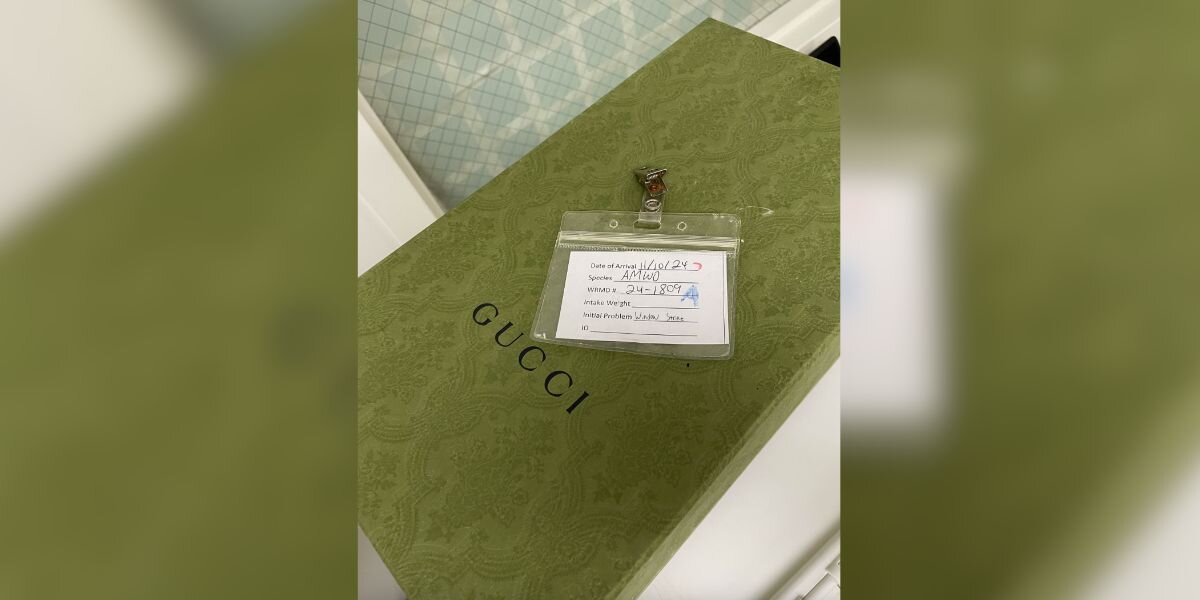 Date of Arrival 11/10/24
Species AMWO
WRMD # 24-1809
Intake Weight
Initial Problem Window Strike
ID
GUCCI